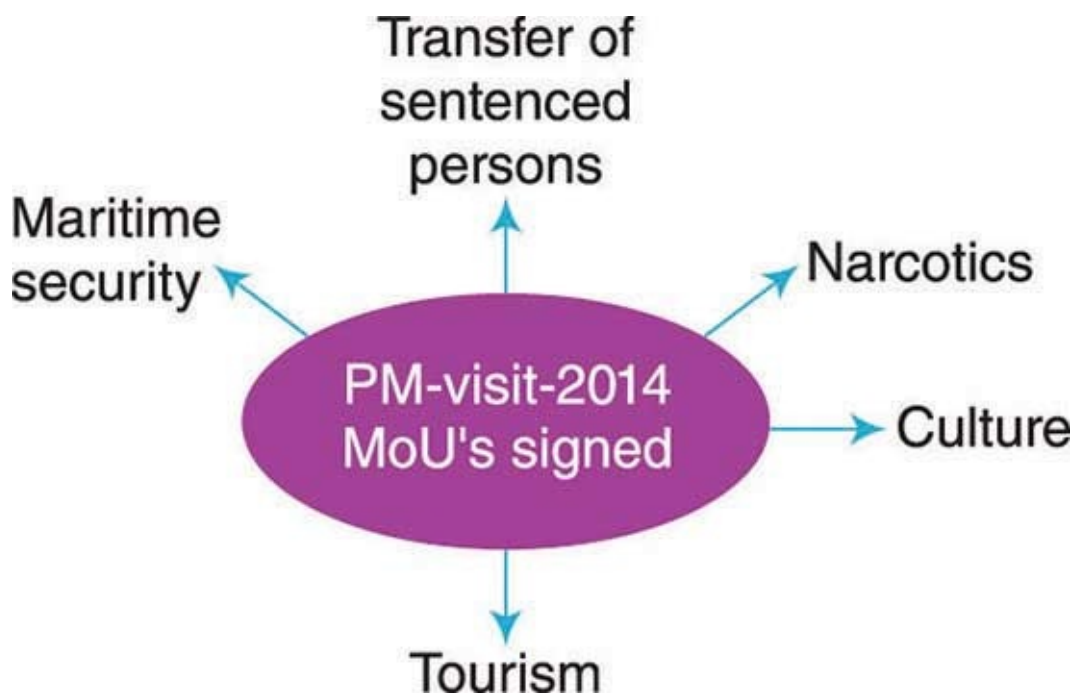 Transfer of
sentenced
persons
Maritime
security
Narcotics
PM-visit-2014
MoU's signed
Culture
Tourism